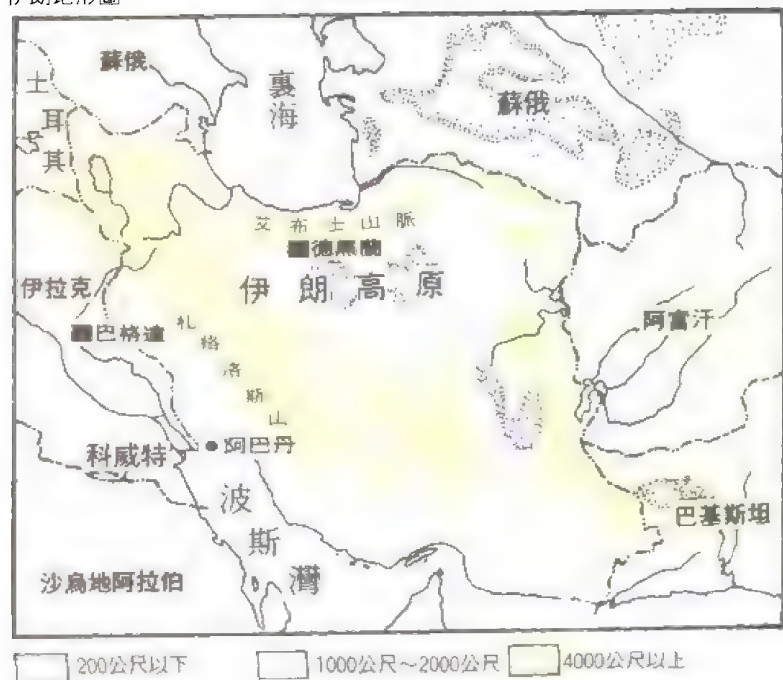 伊朗地形圖
蘇俄
裏海
蘇俄
土耳其
艾布士山脈
德黑蘭
伊朗高原
伊拉克
巴格達
札格洛斯山
阿富汗
科威特
阿巴丹
波斯灣
巴基斯坦
沙烏地阿拉伯
200公尺以下 1000公尺～2000公尺 4000公尺以上